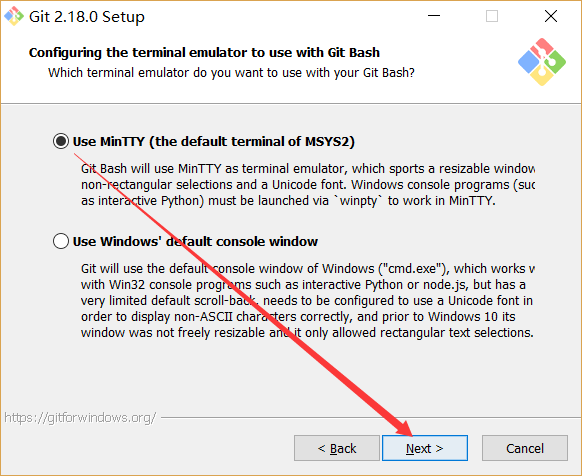 Git 2.18.0 Setup
Configuring the terminal emulator to use with Git Bash
Which terminal emulator do you want to use with your Git Bash?
Use MinTTY (the default terminal of MSYS2)
Git Bash will use MinTTY as terminal emulator, which sports a resizable window
non-rectangular selections and a Unicode font. Windows console programs (suc
as interactive Python) must be launched via `winpty` to work in MinTTY.
Use Windows' default console window
Git will use the default console window of Windows ("cmd.exe"), which works w
with Win32 console programs such as interactive Python or node.js, but has a
very limited default scroll-back, needs to be configured to use a Unicode font in
order to display non-ASCII characters correctly, and prior to Windows 10 its
window was not freely resizable and it only allowed rectangular text selections.
https://gitforwindows.org/
< Back Next > Cancel